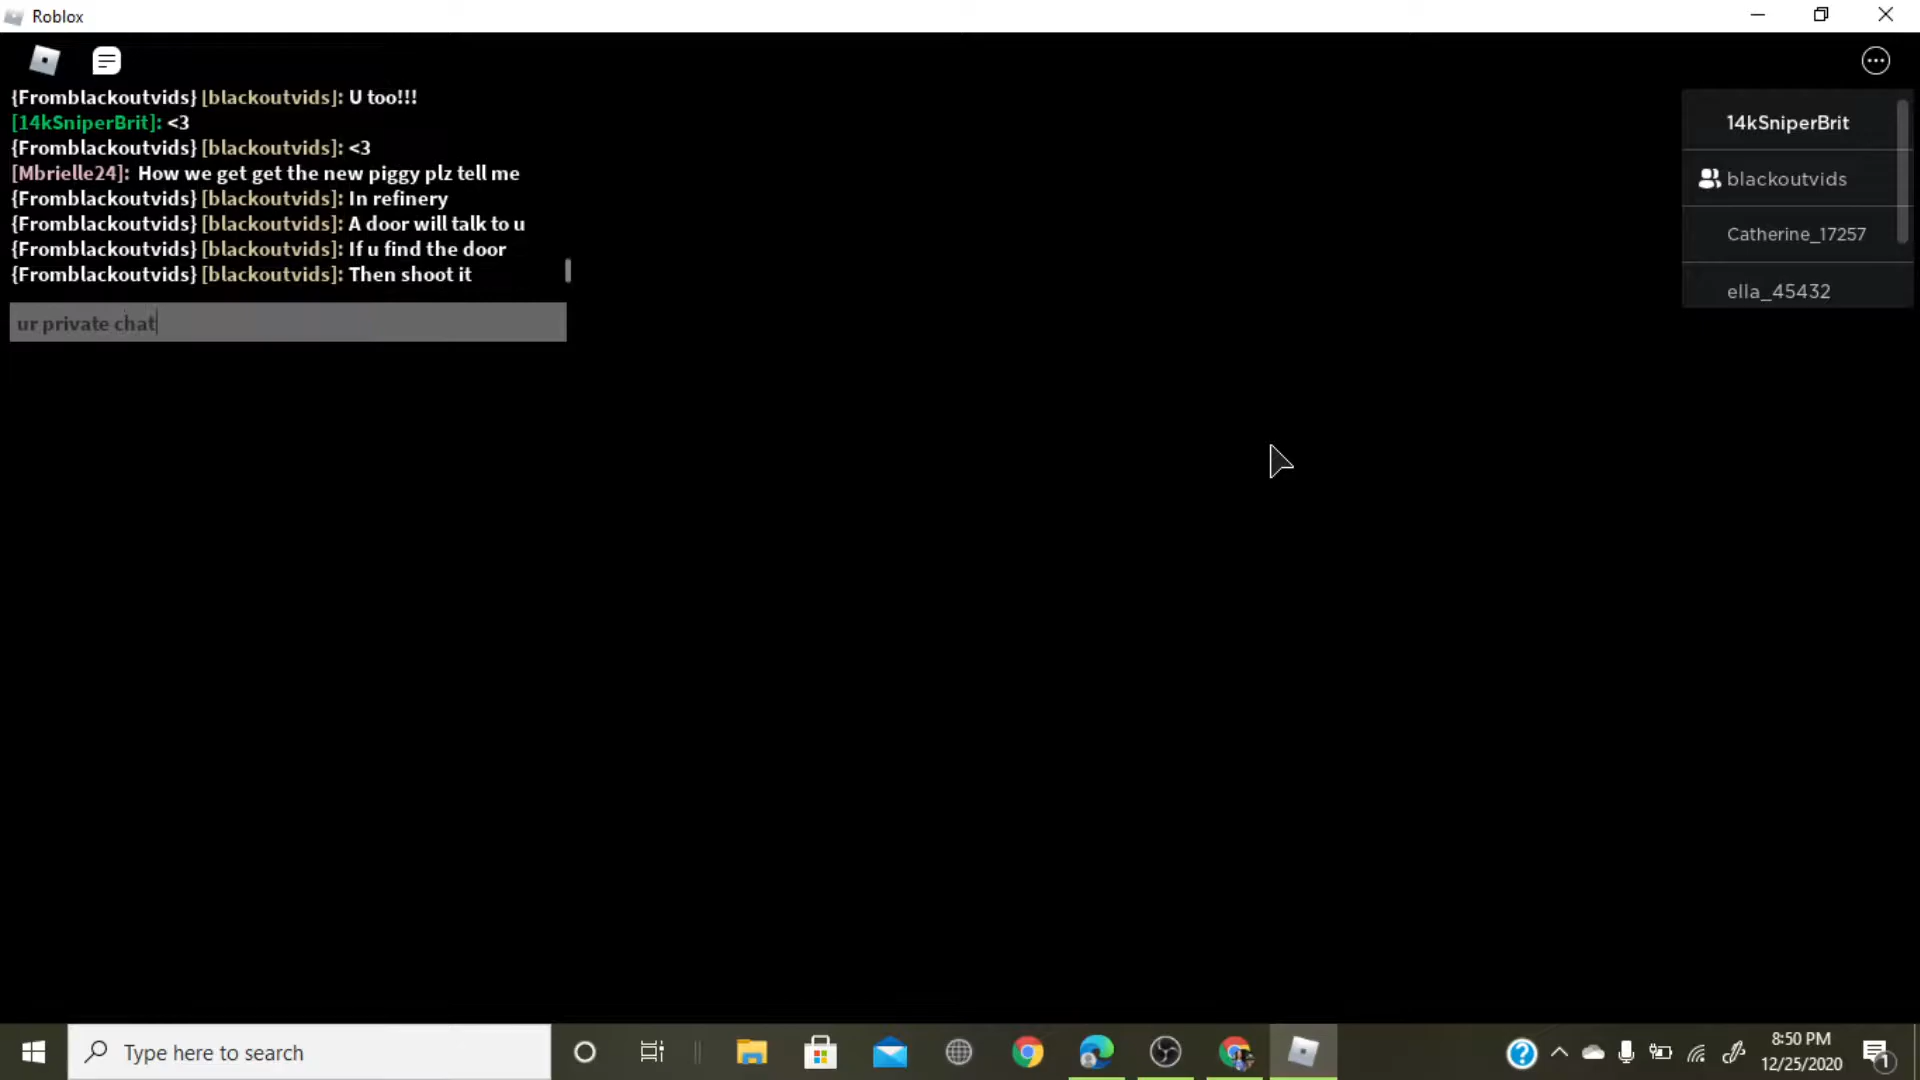 Roblox
{Fromblackoutvids} [blackoutvids]: U too!!!
[14kSniperBrit]: <3
{Fromblackoutvids} [blackoutvids]: <3
[Mbrielle24]: How we get get the new piggy plz tell me
{Fromblackoutvids} [blackoutvids]: In refinery
{Fromblackoutvids} [blackoutvids]: A door will talk to u
{Fromblackoutvids} [blackoutvids]: If u find the door
{Fromblackoutvids} [blackoutvids]: Then shoot it
ur private chat
14kSniperBrit
blackoutvids
Catherine_17257
ella_45432
Type here to search
8:50 PM
12/25/2020
1